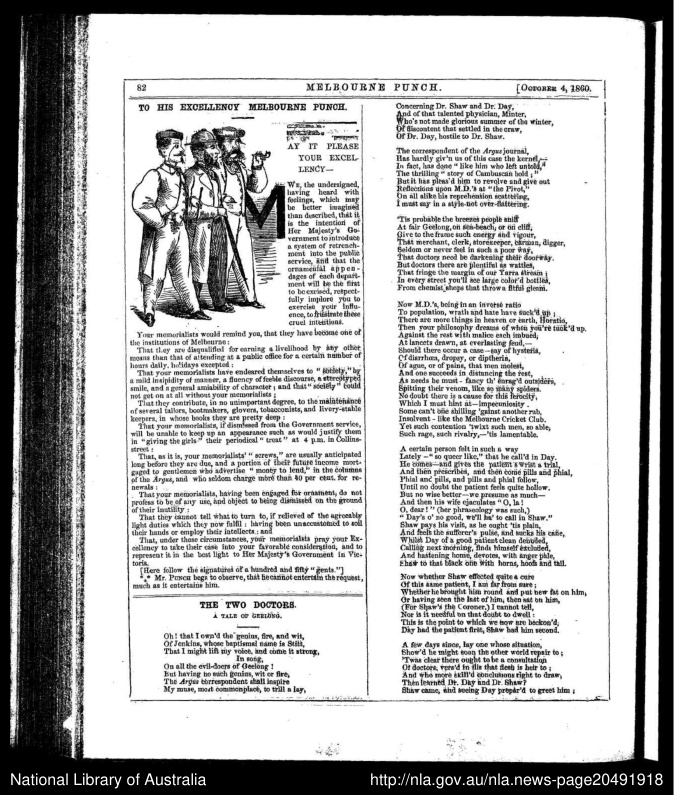 82
MELBOURNE PUNCH.
[OCTOBER 4, 1860.
TO HIS EXCELLENCY MELBOURNE PUNCH.
AY IT PLEASE
YOUR EXCEL-
LENCY—
M
We, the undersigned,
having heard with
feelings, which may
be better imagined
than described, that it
is the intention of
Her Majesty's Go-
vernment to introduce
a system of retrench-
ment into the public
service, and that the
ornamental appen-
dages of each depart-
ment will be the first
to be excised, respect-
fully implore you to
exercise your influ-
ence, to frustrate these
cruel intentions.
Your memorialists would remind you, that they have become one of
the institutions of Melbourne:
That they are disqualified for earning a livelihood by any other
means than that of attending at a public office for a certain number of
hours daily, holidays excepted:
That your memorialists have endeared themselves to "society," by
a mild insipidity of manner, a fluency of feeble discourse, a stereotyped
smile, and a general amiability of character; and that "society" could
not get on at all without your memorialists;
That they contribute, in no unimportant degree, to the maintenance
of several tailors, bootmakers, glovers, tobacconists, and livery-stable
keepers, in whose books they are pretty deep:
That your memorialists, if dismissed from the Government service,
will be unable to keep up an appearance such as would justify them
in "giving the girls" their periodical "treat" at 4 p.m. in Collins-
street:
That, as it is, your memorialists' "screws," are usually anticipated
long before they are due, and a portion of their future income mort-
gaged to gentlemen who advertise "money to lend," in the columns
of the Argus, and who seldom charge more than 40 per cent. for re-
newals:
That your memorialists, having been engaged for ornament, do not
profess to be of any use, and object to being dismissed on the ground
of their inutility:
That they cannot tell what to turn to, if relieved of the agreeably
light duties which they now fulfil: having been unaccustomed to soil
their hands or employ their intellects: and
That, under those circumstances, your memorialists pray your Ex-
cellency to take their case into your favorable consideration, and to
represent it in the best light to Her Majesty's Government in Vic-
toria.
[Here follow the signatures of a hundred and fifty "gents."]
*⁎* Mr. PUNCH begs to observe, that he cannot entertain the request,
much as it entertains him.
THE TWO DOCTORS.
A TALE OF GEELONG.
Oh! that I own'd the genius, fire, and wit,
Of Jenkins, whose baptismal name is Stiit,
That I might lift my voice, and come it strong,
In song,
On all the evil-doers of Geelong!
But having no such genius, wit or fire,
The Argus correspondent shall inspire
My muse, most commonplace, to trill a lay,
Concerning Dr. Shaw and Dr. Day,
And of that talented physician, Minter,
Who's not made glorious summer of the winter,
Of discontent that settled in the craw,
Of Dr. Day, hostile to Dr. Shaw.
The correspondent of the Argus journal,
Has hardly giv'n us of this case the kernel,—
In fact, has done "like him who left untold,"
The thrilling "story of Cambuscan bold;"
But it has pleas'd him to revolve and give out
Reflections upon M.D.'s at "the Pivot,"
On all alike his reprehension scattering,
I must say in a style not over-flattering.
'Tis probable the breezes people sniff
At fair Geelong, on sea-beach, or on cliff,
Give to the frame such energy and vigour,
That merchant, clerk, storekeeper, carman, digger,
Seldom or never feel in such a poor way,
That doctors need be darkening their doorway.
But doctors there are plentiful as wattles,
That fringe the margin of our Yarra stream;
In every street you'll see large color'd bottles,
From chemist shops that throw a fitful gleam.
Now M.D.'s, being in an inverse ratio
To population, wrath and hate have suck'd up;
There are more things in heaven or earth, Horatio,
Then your philosophy dreams of when you're tuck'd up.
Against the rest with malice each imbued,
At lancets drawn, at everlasting feud,—
Should there occur a case—say of hysteria,
Of diarrhœa, dropsy, or diptheria,
Of ague, or of pains, that men molest,
And one succeeds in distancing the rest,
As needs he must—fancy th' enrag'd outsiders,
Spitting their venom, like so many spiders.
No doubt there is a cause for this ferocity,
Which I must hint at—impecuniosity.
Some can't one shilling 'gainst another rub,
Insolvent—like the Melbourne Cricket Club.
Yet such contention 'twixt such men, so able,
Such rage, such rivalry,—'tis lamentable.
A certain person felt in such a way
Lately—"so queer like," that he call'd in Day.
He comes—and gives the patient's wrist a trial,
And then prescribes, and then come pills and phial,
Phial and pills, and pills and phial follow,
Until no doubt the patient feels quite hollow.
But no wise better—we presume as much—
And then his wife ejaculates "O, la!
O, dear!" (her phraseology was such,)
"Day's o' no good, we'll ha' to call in Shaw."
Shaw pays his visit, as he ought 'tis plain,
And feels the sufferer's pulse, and sucks his cane,
Whilst Day of a good patient clean denuded,
Calling next morning, finds himself excluded,
And hastening home, devotes, with anger pale,
Shaw to that black one with horns, hoofs and tail.
Now whether Shaw effected quite a cure
Of this same patient, I am far from sure;
Whether he brought him round and put new fat on him,
Or having seen the last of him, then sat on him,
(For Shaw's the Coroner,) I cannot tell,
Nor is it needful on that doubt to dwell:
This is the point to which we now are beckon'd;
Day had the patient first, Shaw had him second.
A few days since, lay one whose situation,
Show'd he might soon the other world repair to;
'Twas clear there ought to be a consultation
Of doctors, vers'd in ills that flesh is heir to;
And who more skill'd conclusions right to draw,
Then learned Dr. Day and Dr. Shaw?
Shaw came, and seeing Day prepar'd to greet him;
National Library of Australia
http://nla.gov.au/nla.news-page20491918